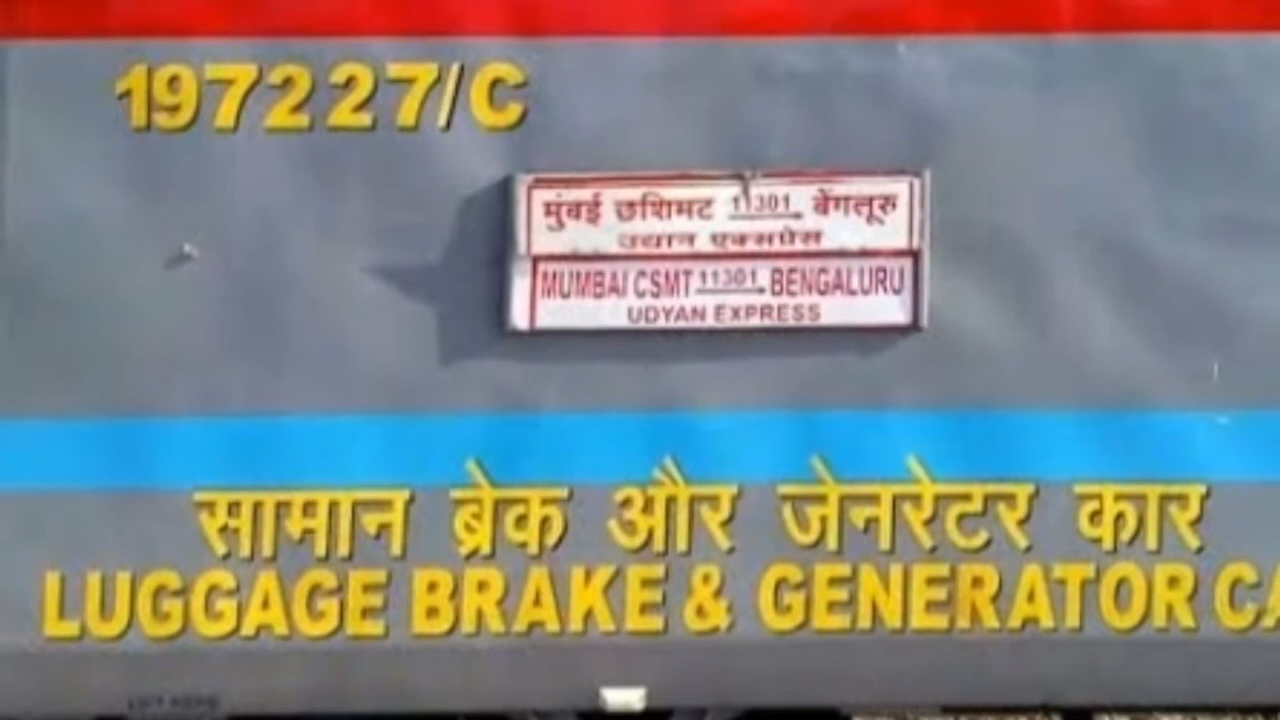 197227/C
मुंबई छशिमट 11301 बेंगलूरु
उद्यान एक्सप्रेस
MUMBAI CSMT 11301 BENGALURU
UDYAN EXPRESS
सामान ब्रेक और जेनरेटर कार
LUGGAGE BRAKE & GENERATOR CA